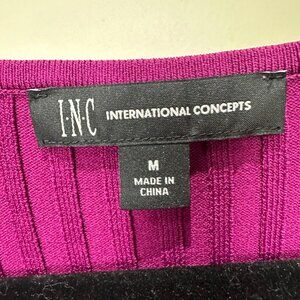 I·N·C INTERNATIONAL CONCEPTS
M
MADE IN
CHINA